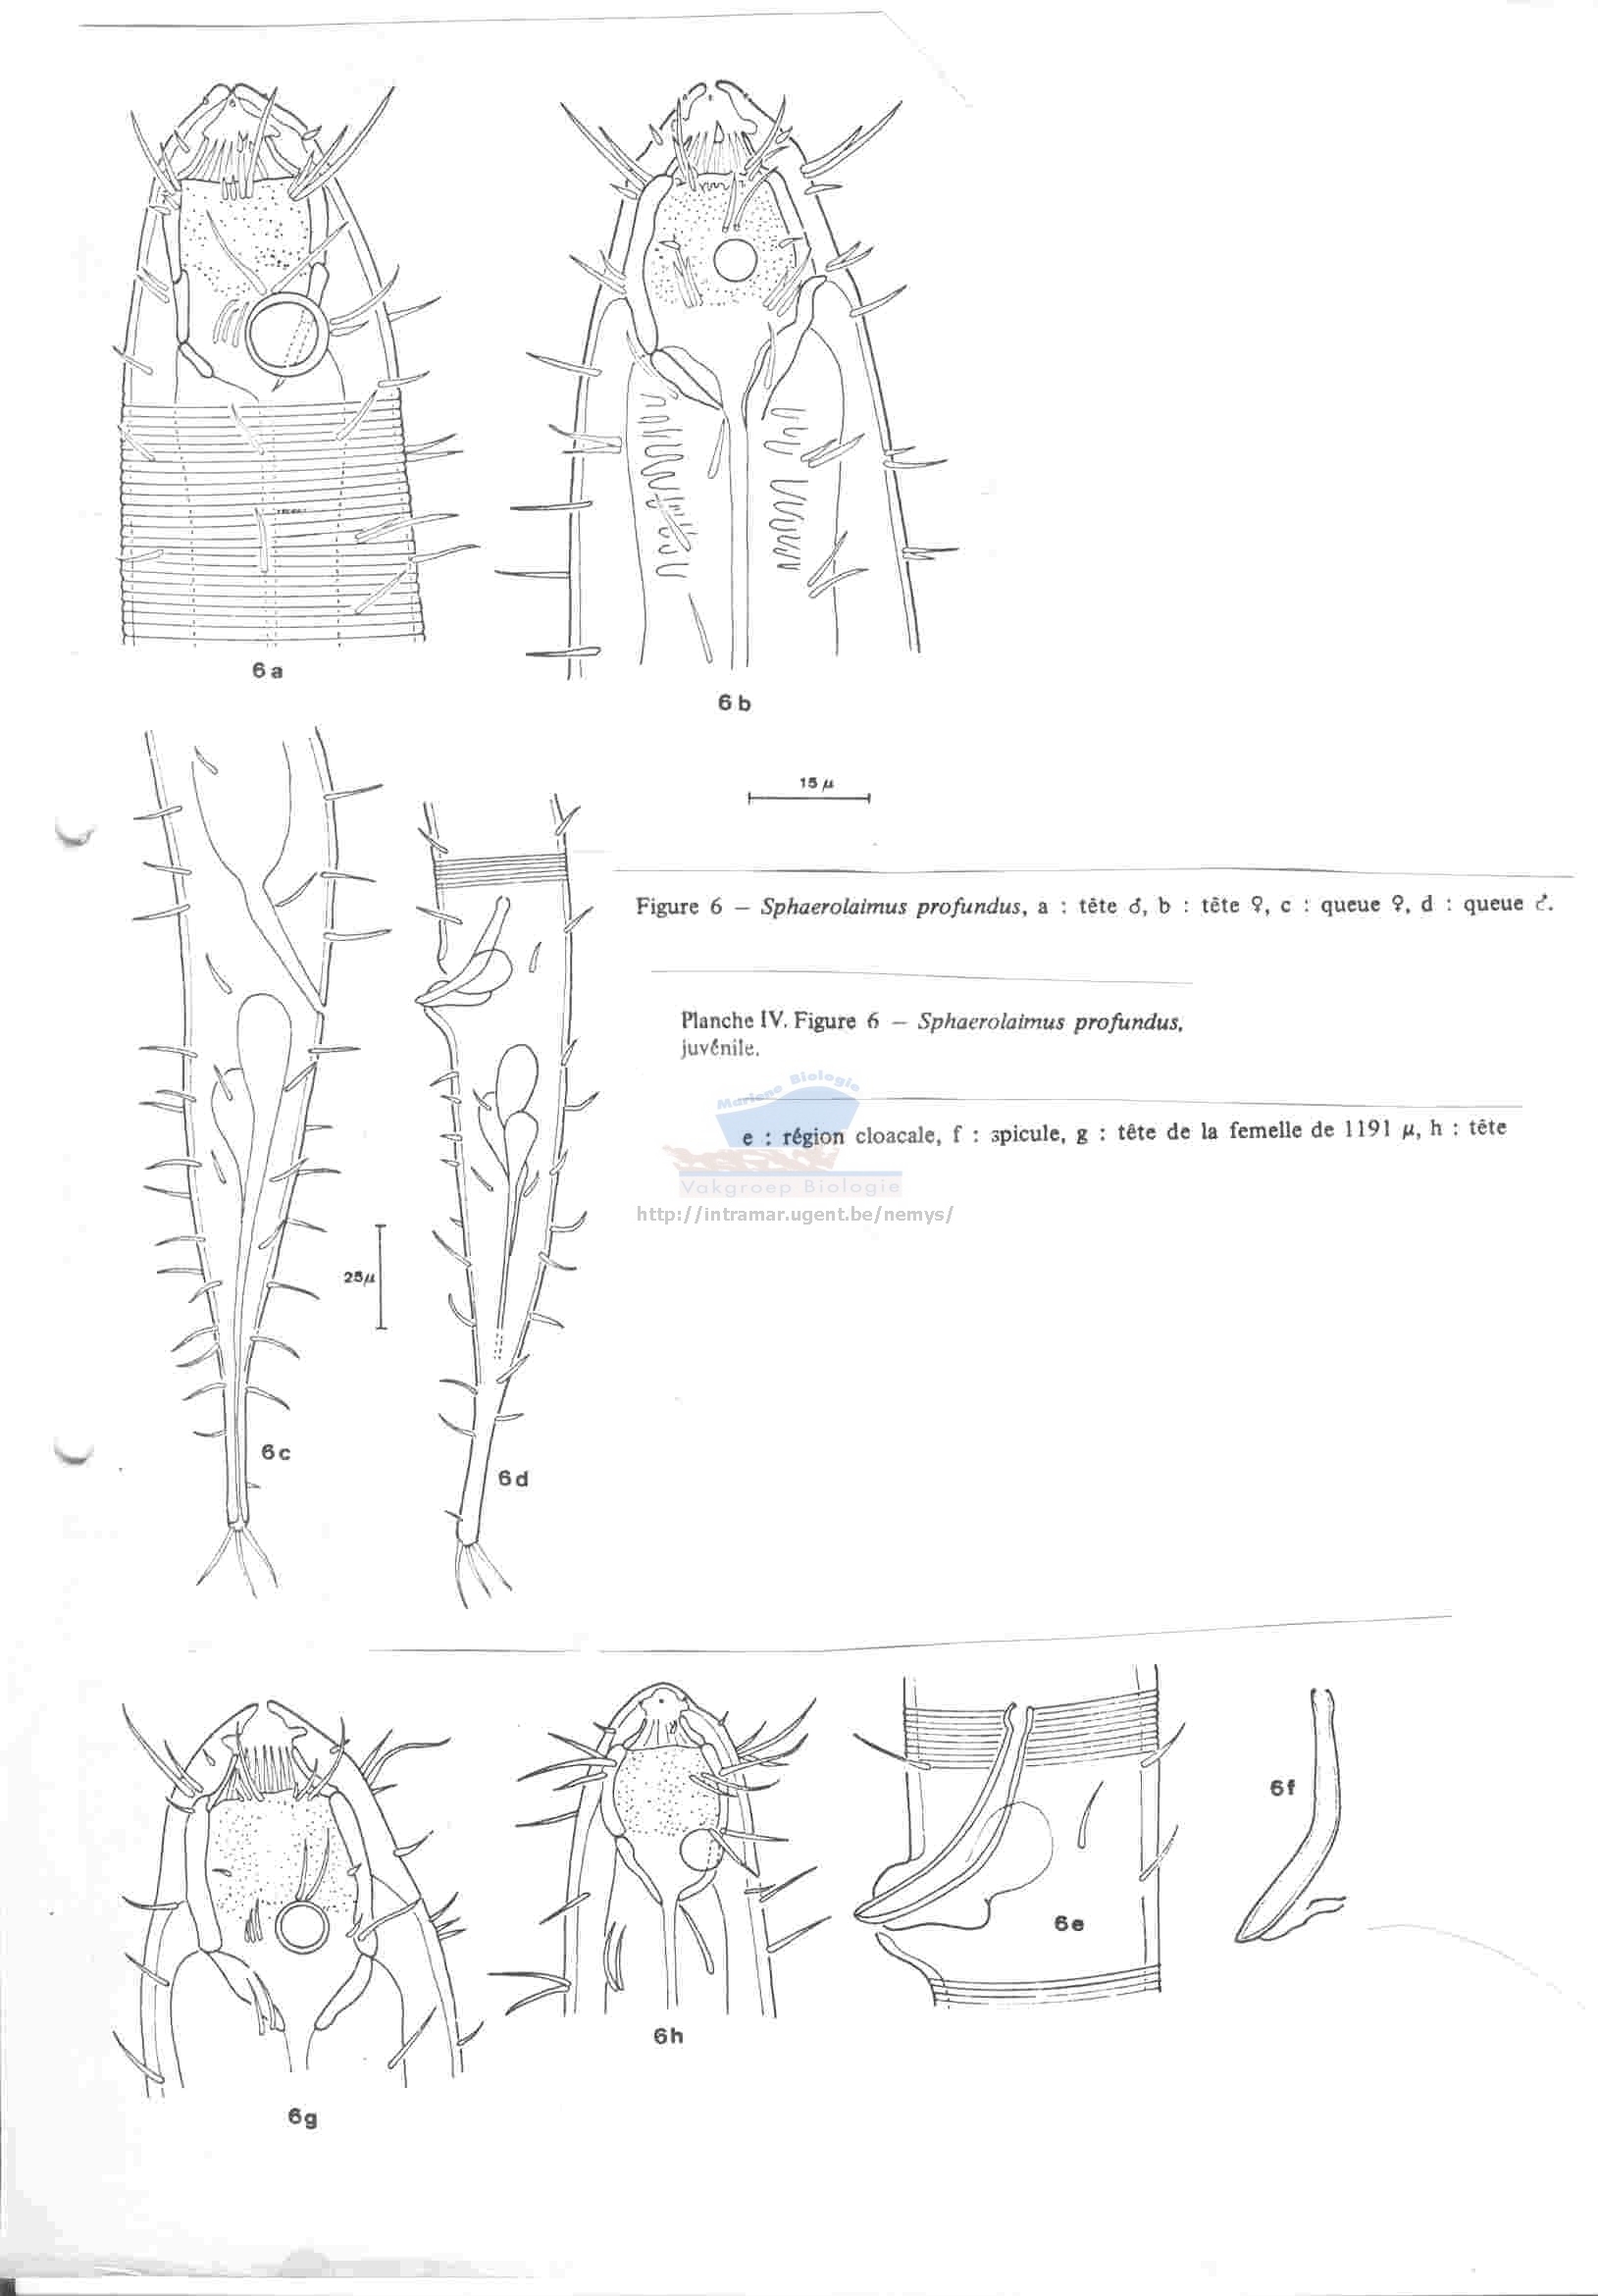 6a
6b
15 μ
Figure 6 — Sphaerolaimus profundus, a : tête ♂, b : tête ♀, c : queue ♀, d : queue ♂.
Planche IV. Figure 6 — Sphaerolaimus profundus,
juvénile.
Mariene Biologie
e : région cloacale, f : spicule, g : tête de la femelle de 1191 μ, h : tête
Vakgroep Biologie
http://intramar.ugent.be/nemys/
25μ
6c
6d
6f
6e
6h
6g